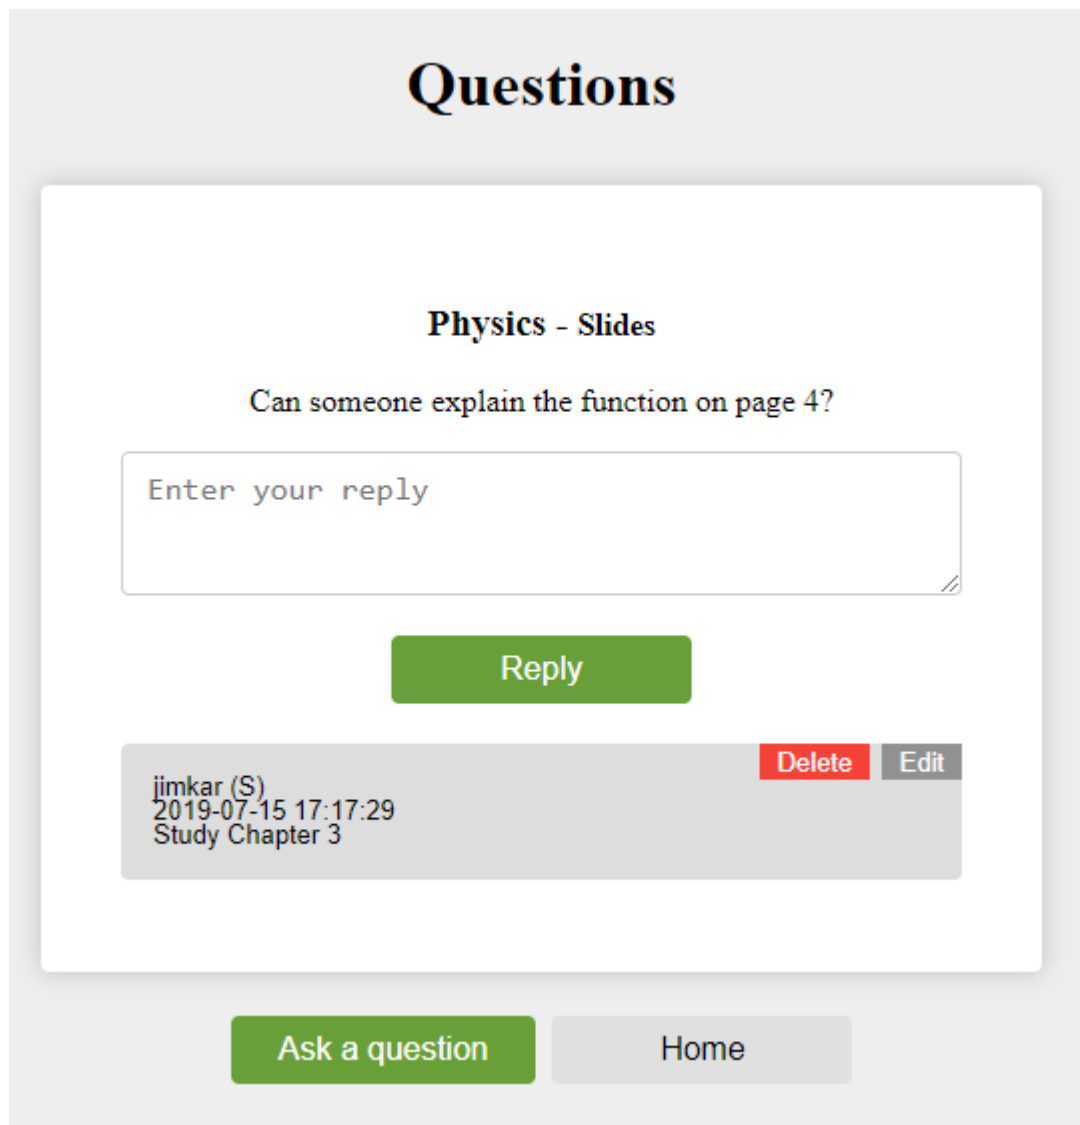 Questions
Physics - Slides
Can someone explain the function on page 4?
Enter your reply
Reply
Delete Edit
jimkar (S)
2019-07-15 17:17:29
Study Chapter 3
Ask a question Home